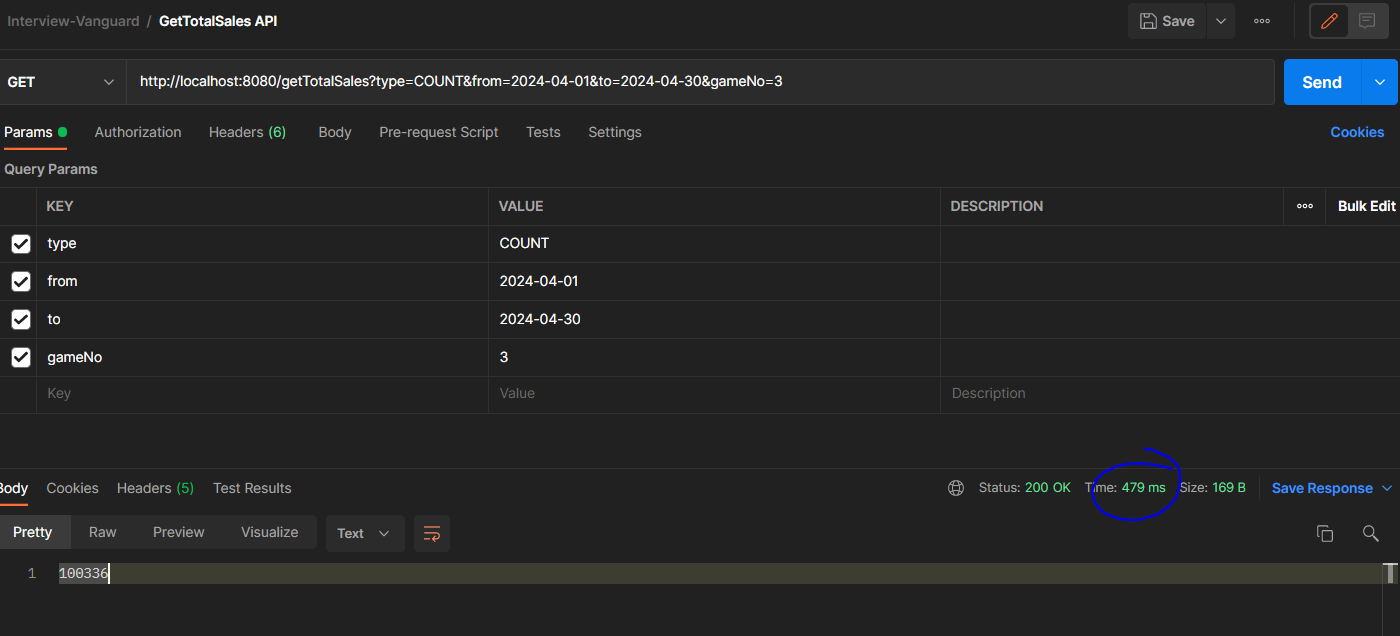 Interview-Vanguard / GetTotalSales API Save ooo
GET http://localhost:8080/getTotalSales?type=COUNT&from=2024-04-01&to=2024-04-30&gameNo=3 Send
Params Authorization Headers (6) Body Pre-request Script Tests Settings Cookies
Query Params
KEY VALUE DESCRIPTION ooo Bulk Edit
type COUNT
from 2024-04-01
to 2024-04-30
gameNo 3
Key Value Description
Body Cookies Headers (5) Test Results Status: 200 OK Time: 479 ms Size: 169 B Save Response
Pretty Raw Preview Visualize Text
1 100336